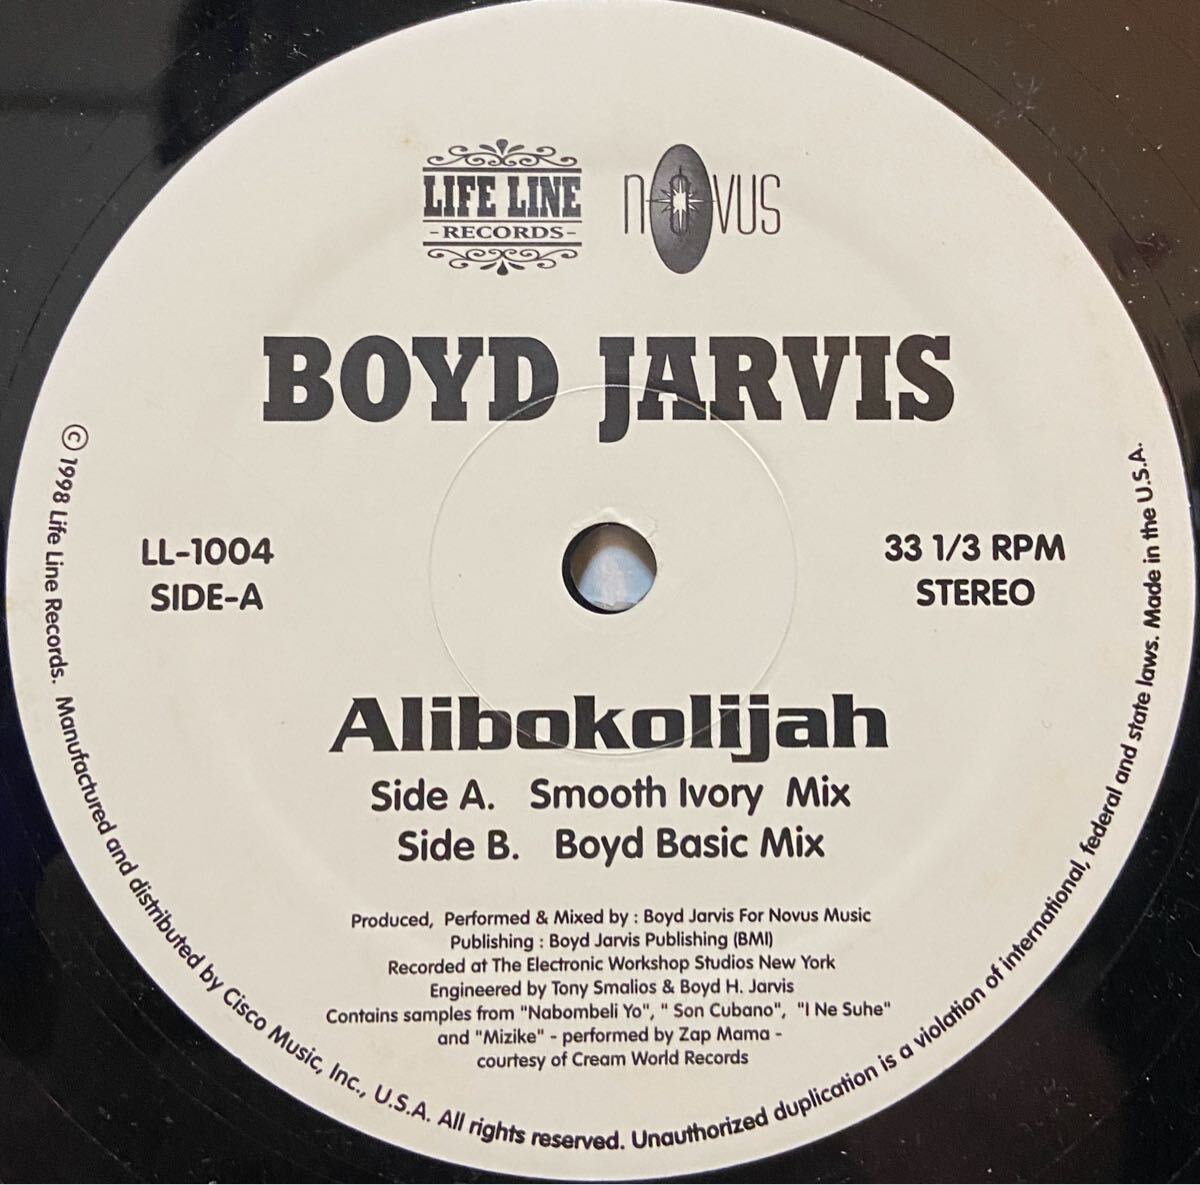 LIFE LINE
-RECORDS-
NOVUS
BOYD JARVIS
LL-1004
SIDE-A
33 1/3 RPM
STEREO
Alibokolijah
Side A. Smooth Ivory Mix
Side B. Boyd Basic Mix
Produced, Performed & Mixed by : Boyd Jarvis For Novus Music
Publishing : Boyd Jarvis Publishing (BMI)
Recorded at The Electronic Workshop Studios New York
Engineered by Tony Smalios & Boyd H. Jarvis
Contains samples from "Nabombeli Yo", " Son Cubano", "I Ne Suhe"
and "Mizike" - performed by Zap Mama -
courtesy of Cream World Records
© 1998 Life Line Records. Manufactured and distributed by Cisco Music, Inc., U.S.A. All rights reserved. Unauthorized duplication is a violation of international, federal and state laws. Made in the U.S.A.